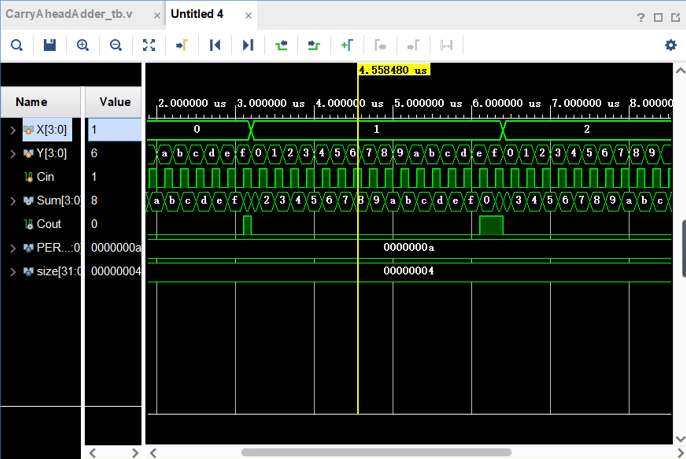 CarryAheadAdder_tb.v × Untitled 4 ×
? 
4.558480 us
Name Value
2.000000 us 3.000000 us 4.000000 us 5.000000 us 6.000000 us 7.000000 us 8.00000
X[3:0] 1 0 1 2
Y[3:0] 6 a b c d e f 0 1 2 3 4 5 6 7 8 9 a b c d e f 0 1 2 3 4 5 6 7 8 9
Cin 1
Sum[3:0 8 a b c d e f 2 3 4 5 6 7 8 9 a b c d e f 0 3 4 5 6 7 8 9 a b c
Cout 0
PER...:0] 0000000a 0000000a
size[31:0 00000004 00000004